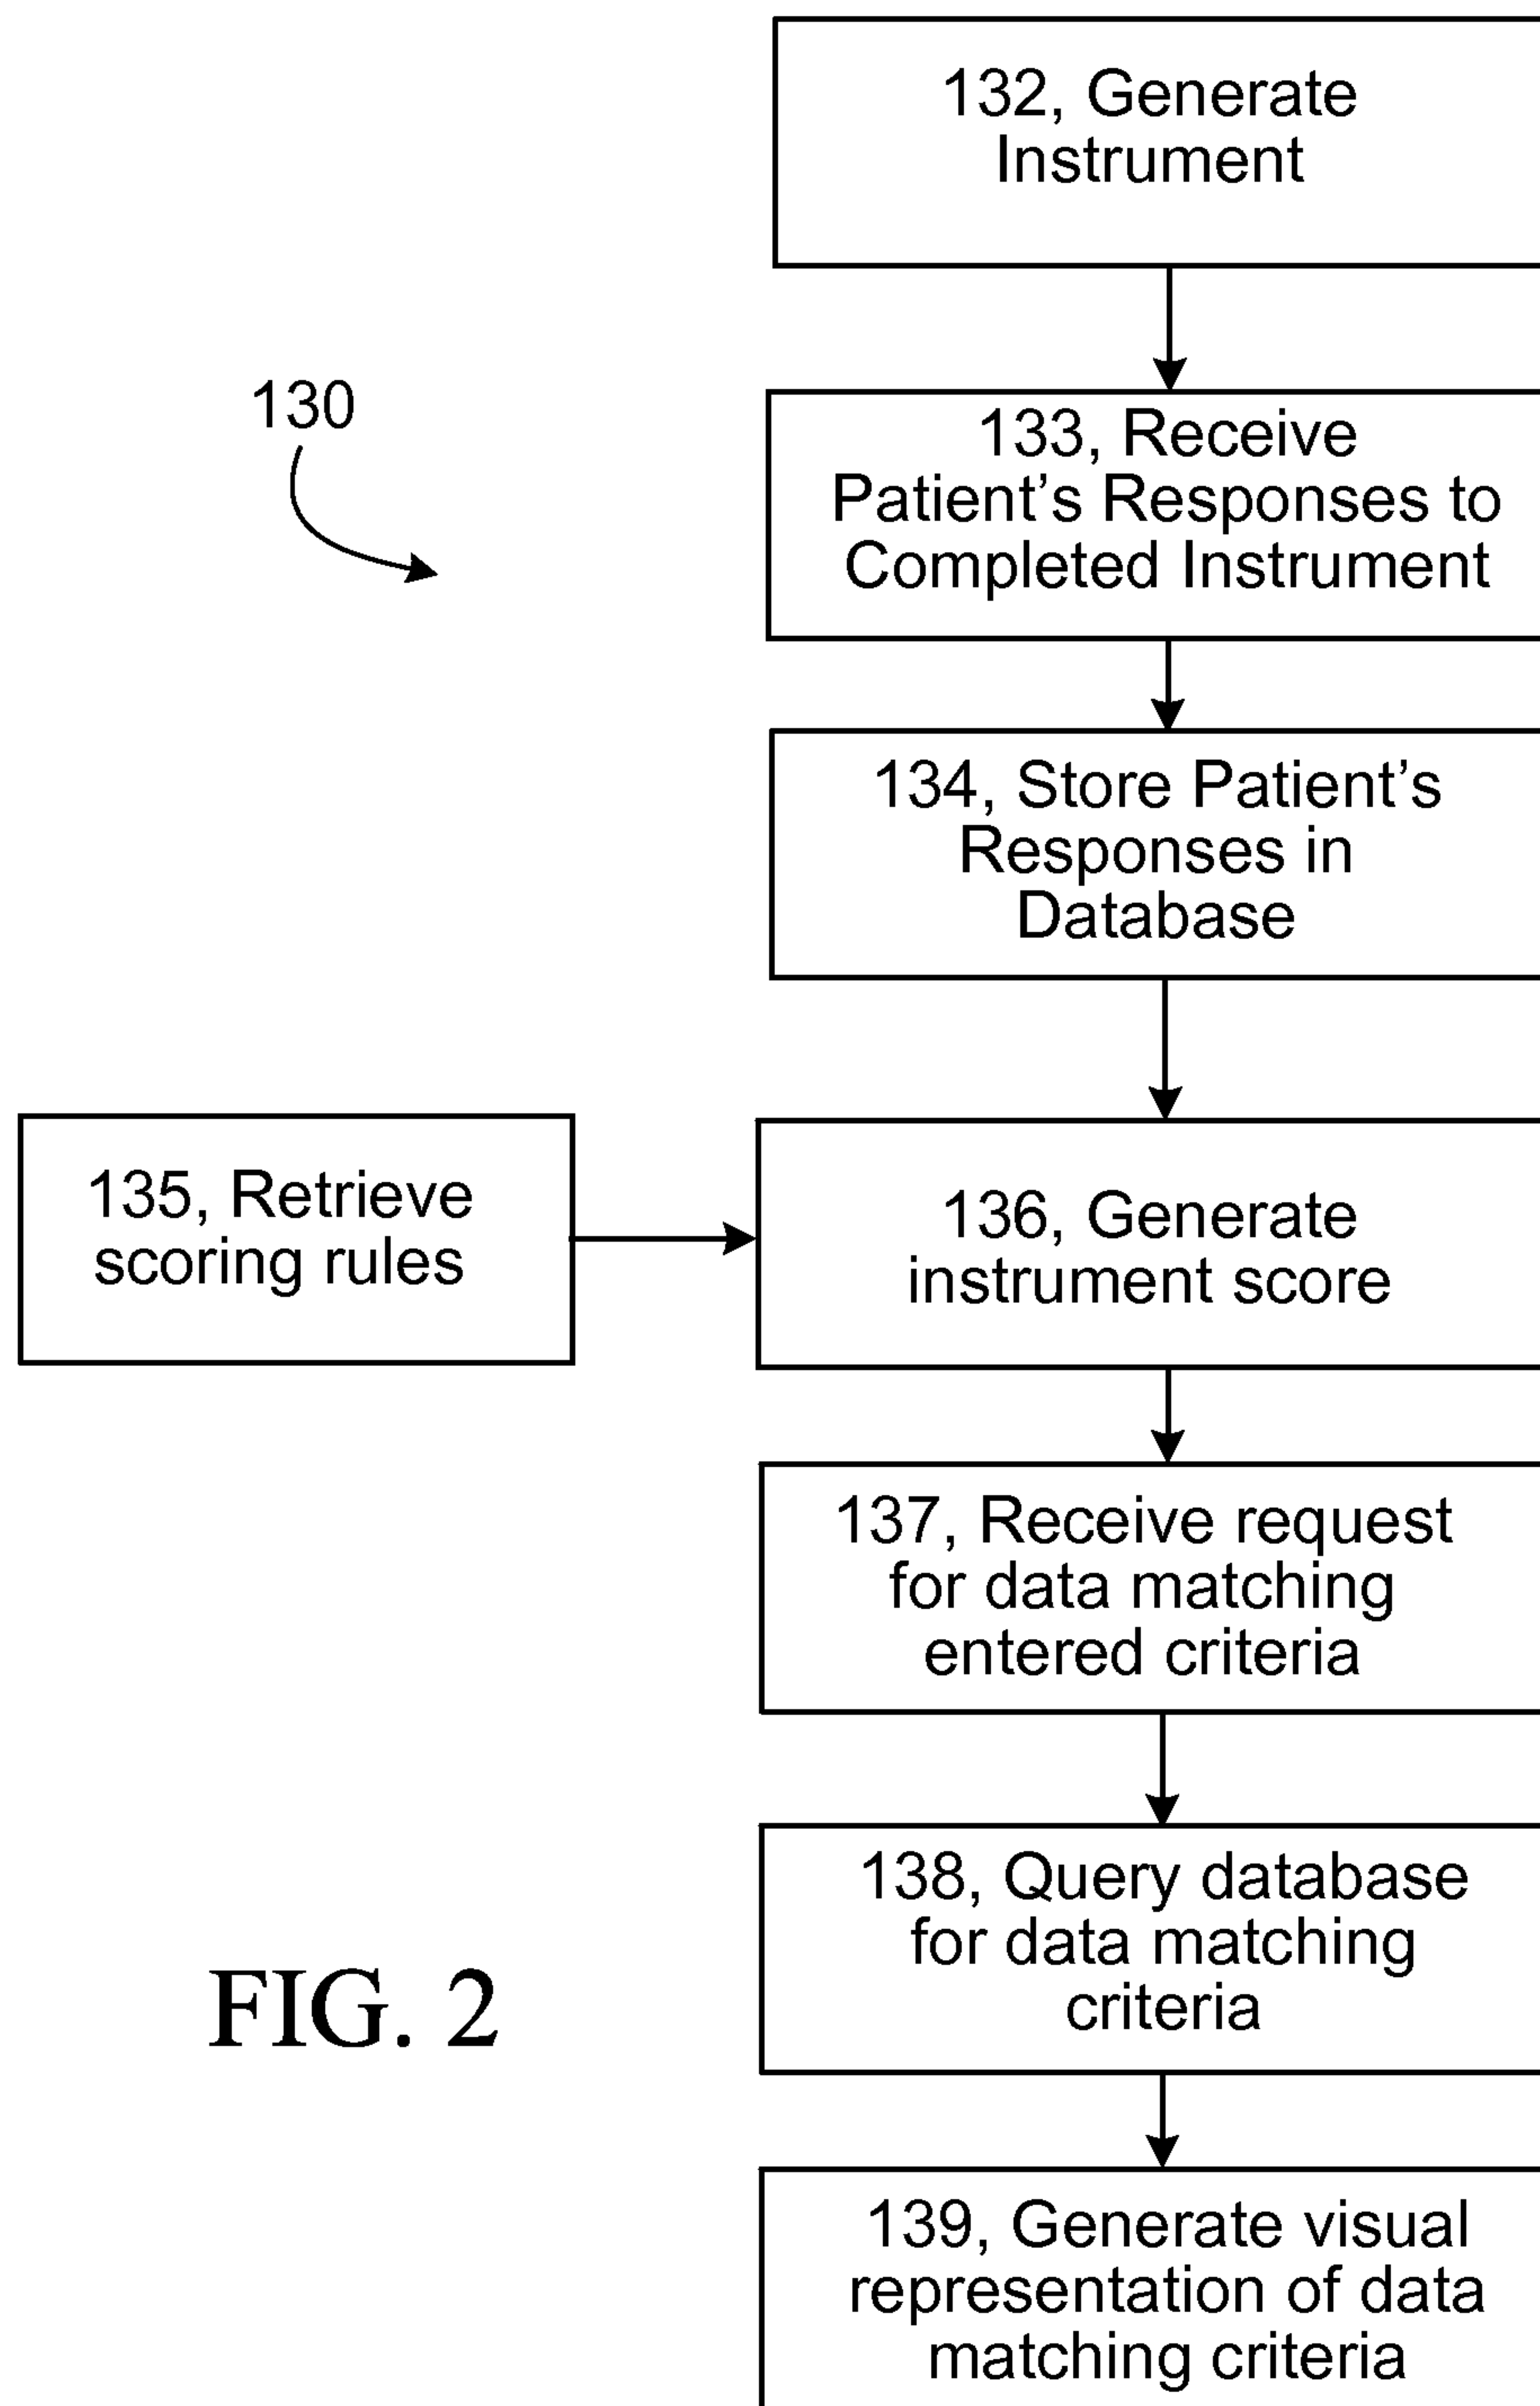 132, Generate
Instrument
130
133, Receive
Patient’s Responses to
Completed Instrument
134, Store Patient’s
Responses in
Database
135, Retrieve
scoring rules
136, Generate
instrument score
137, Receive request
for data matching
entered criteria
138, Query database
for data matching
criteria
FIG. 2
139, Generate visual
representation of data
matching criteria